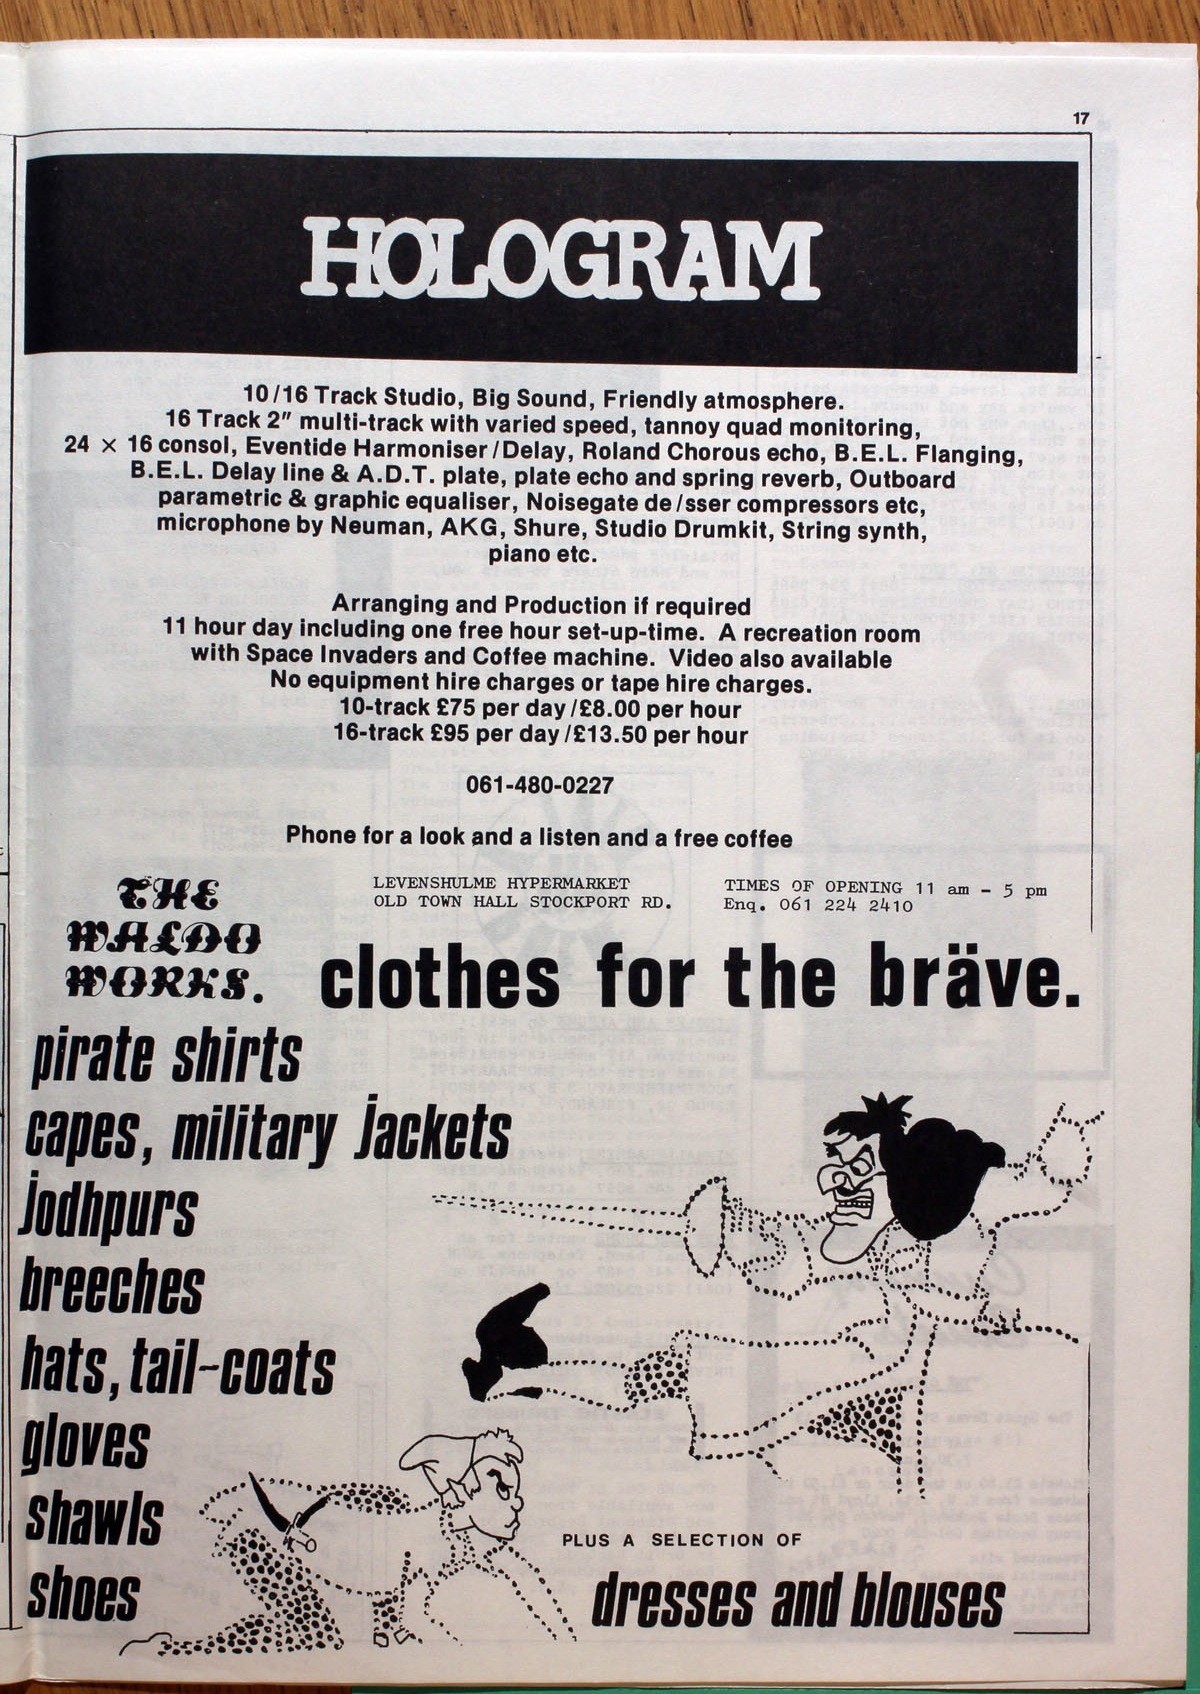 17
HOLOGRAM
10/16 Track Studio, Big Sound, Friendly atmosphere.
16 Track 2" multi-track with varied speed, tannoy quad monitoring,
24 × 16 consol, Eventide Harmoniser/Delay, Roland Chorous echo, B.E.L. Flanging,
B.E.L. Delay line & A.D.T. plate, plate echo and spring reverb, Outboard
parametric & graphic equaliser, Noisegate de/sser compressors etc,
microphone by Neuman, AKG, Shure, Studio Drumkit, String synth,
piano etc.
Arranging and Production if required
11 hour day including one free hour set-up-time. A recreation room
with Space Invaders and Coffee machine. Video also available
No equipment hire charges or tape hire charges.
10-track £75 per day/£8.00 per hour
16-track £95 per day/£13.50 per hour
061-480-0227
Phone for a look and a listen and a free coffee
THE
WALDO
WORKS.
LEVENSHULME HYPERMARKET
OLD TOWN HALL STOCKPORT RD.
TIMES OF OPENING 11 am - 5 pm
Enq. 061 224 2410
clothes for the bräve.
pirate shirts
capes, military jackets
jodhpurs
breeches
hats, tail-coats
gloves
shawls
shoes
PLUS A SELECTION OF
dresses and blouses